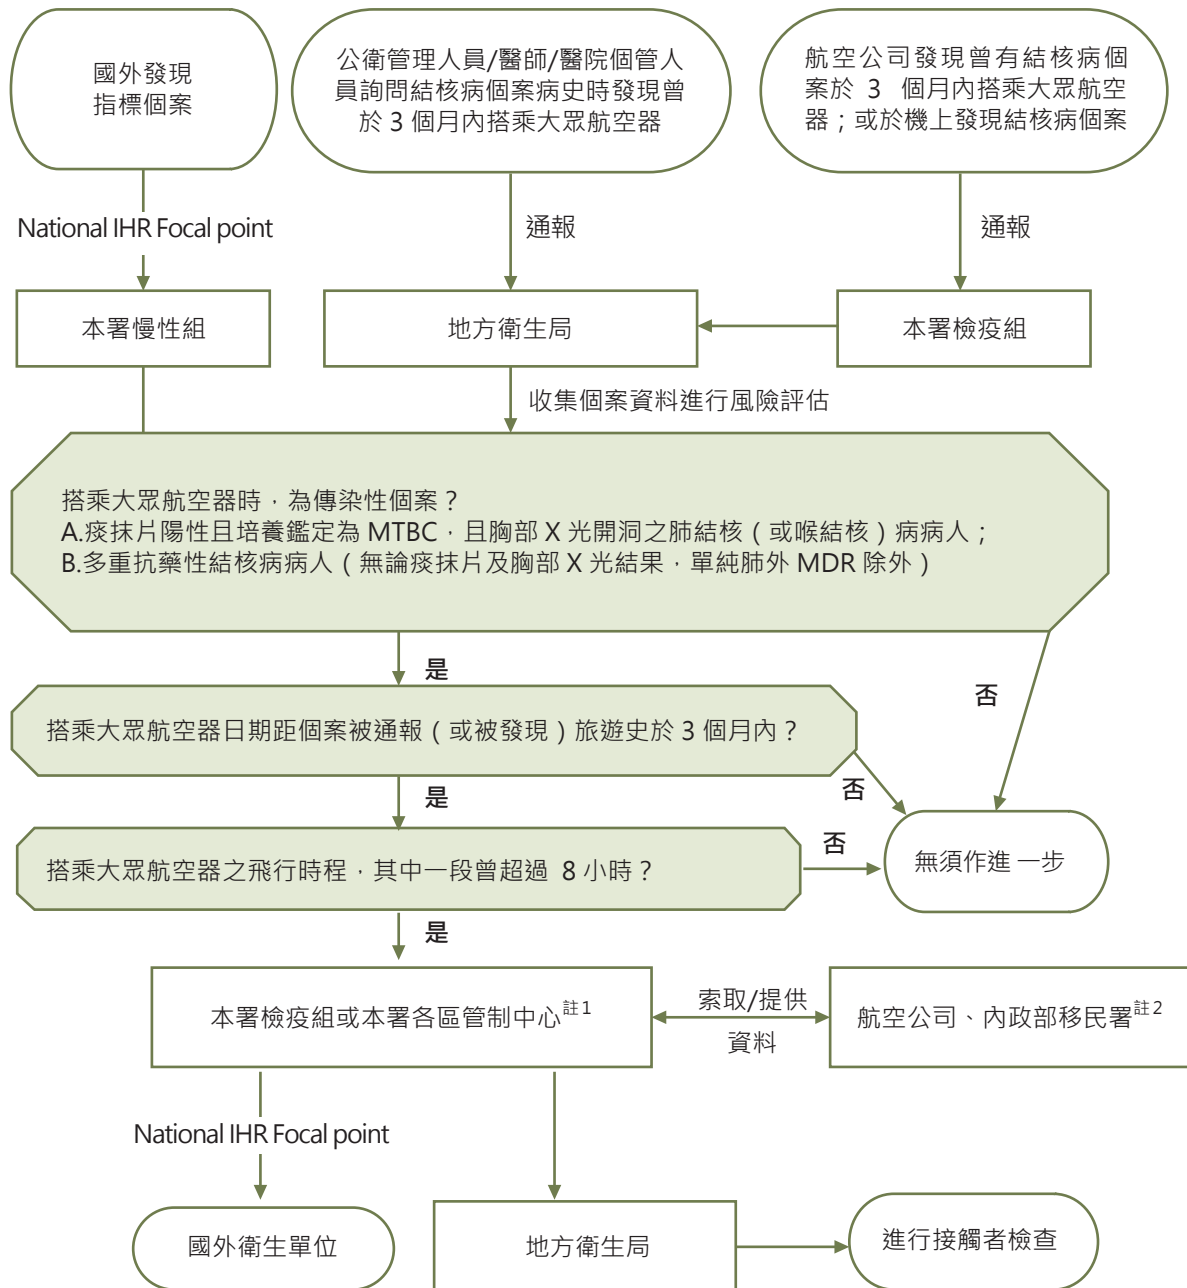 國外發現
指標個案
公衛管理人員/醫師/醫院個管人
員詢問結核病個案病史時發現曾
於 3 個月內搭乘大眾航空器
航空公司發現曾有結核病個
案於 3 個月內搭乘大眾航空
器；或於機上發現結核病個案
National IHR Focal point
通報
通報
本署慢性組
地方衛生局
本署檢疫組
收集個案資料進行風險評估
搭乘大眾航空器時，為傳染性個案？
A.痰抹片陽性且培養鑑定為 MTBC，且胸部 X 光開洞之肺結核（或喉結核）病病人；
B.多重抗藥性結核病病人（無論痰抹片及胸部 X 光結果，單純肺外 MDR 除外）
是
否
搭乘大眾航空器日期距個案被通報（或被發現）旅遊史於 3 個月內？
否
是
搭乘大眾航空器之飛行時程，其中一段曾超過 8 小時？
否
無須作進 一步
是
本署檢疫組或本署各區管制中心註1
索取/提供
資料
航空公司、內政部移民署註2
National IHR Focal point
國外衛生單位
地方衛生局
進行接觸者檢查